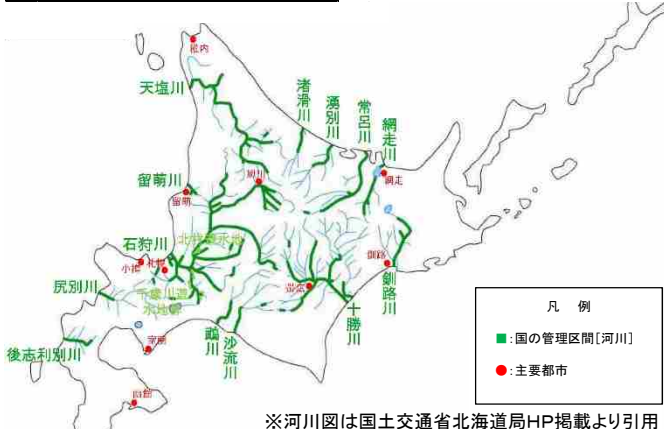 稚内
天塩川
渚滑川
湧別川
常呂川
網走川
網走
留萌川
留萌
旭川
石狩川
北村遊水地
小樽
札幌
尻別川
後志利別川
室蘭
函館
鵡川
沙流川
帯広
十勝川
釧路
釧路川
凡 例
■:国の管理区間[河川]
●:主要都市
※河川図は国土交通省北海道局HP掲載より引用